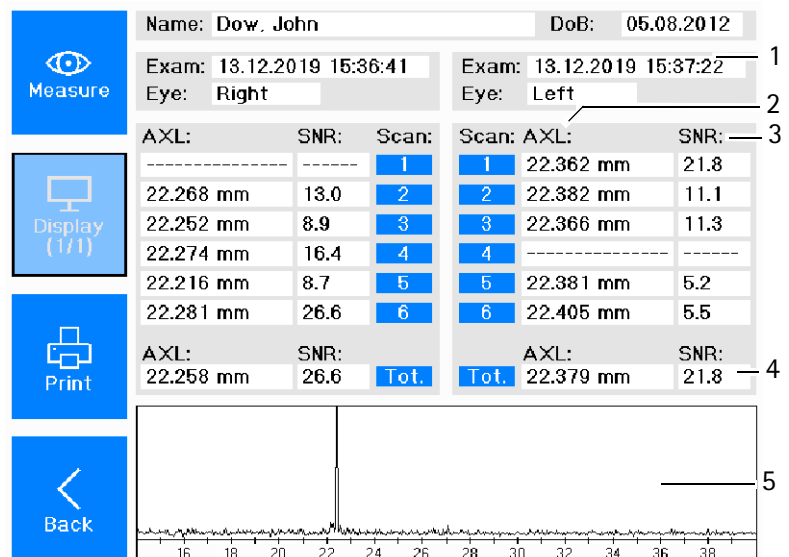 Measure
Display
(1/1)
Print
Back
Name: Dow, John DoB: 05.08.2012
Exam: 13.12.2019 15:36:41
Eye: Right
Exam: 13.12.2019 15:37:22
Eye: Left
AXL: SNR: Scan:
--------------- ------ 1
22.268 mm 13.0 2
22.252 mm 8.9 3
22.274 mm 16.4 4
22.216 mm 8.7 5
22.281 mm 26.6 6
AXL: SNR:
22.258 mm 26.6 Tot.
Scan: AXL: SNR:
1 22.362 mm 21.8
2 22.382 mm 11.1
3 22.366 mm 11.3
4 --------------- ------
5 22.381 mm 5.2
6 22.405 mm 5.5
AXL: SNR:
Tot. 22.379 mm 21.8
16 18 20 22 24 26 28 30 32 34 36 38
1
2
3
4
5